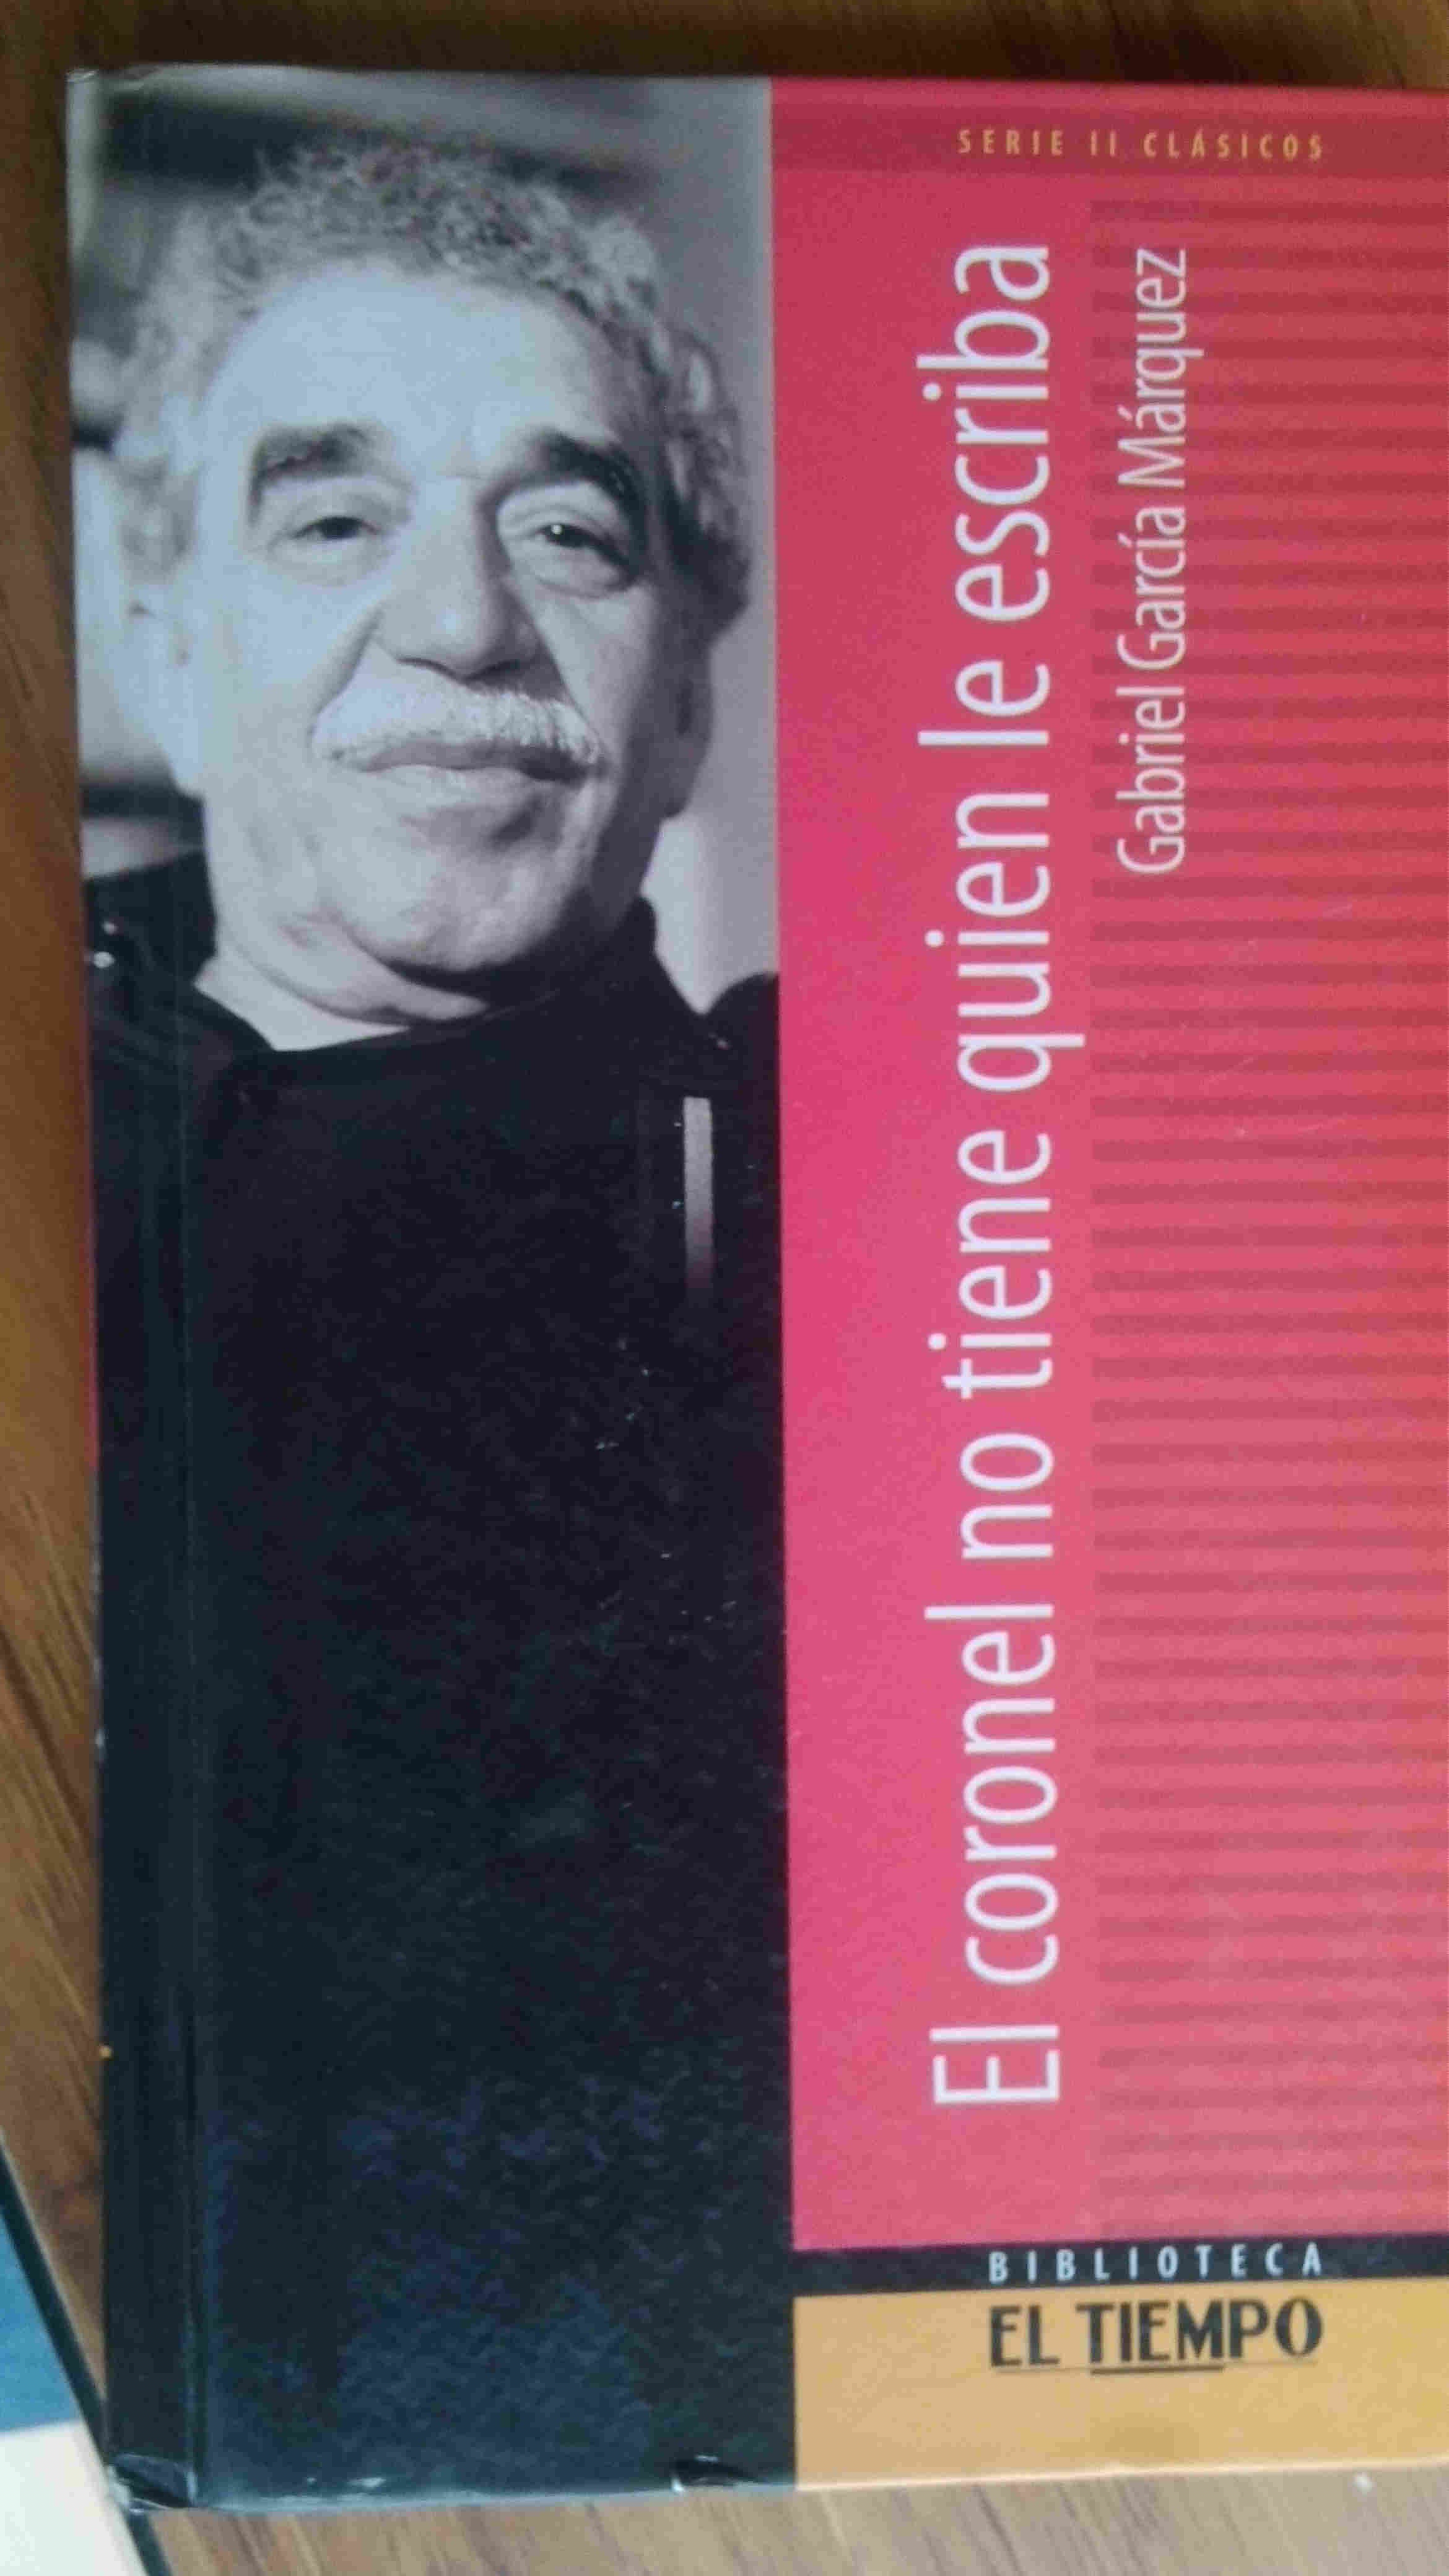 SERIE II CLÁSICOS
El coronel no tiene quien le escriba
Gabriel García Márquez
BIBLIOTECA
EL TIEMPO